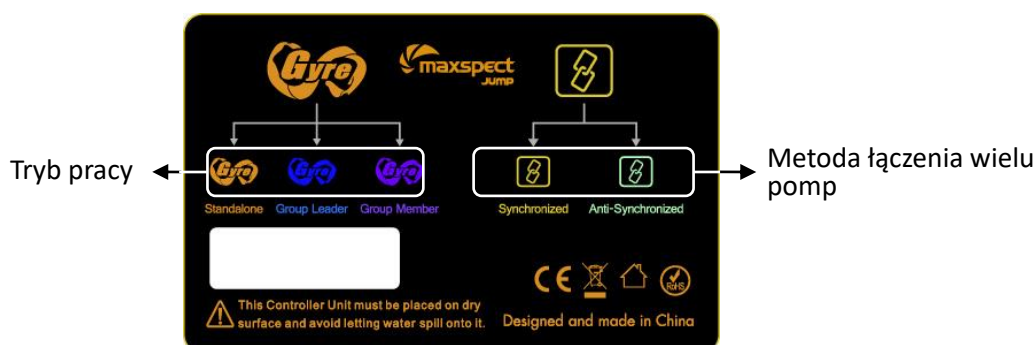 Gyre
maxspect
JUMP
Tryb pracy
Gyre Gyre Gyre
Standalone Group Leader Group Member
Synchronized Anti-Synchronized
Metoda łączenia wielu
pomp
CE RoHS
This Controller Unit must be placed on dry
surface and avoid letting water spill onto it.
Designed and made in China